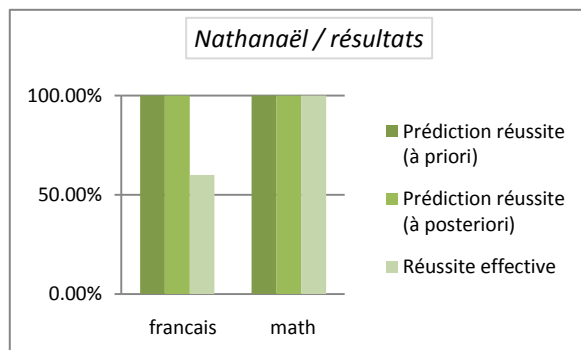 Nathanaël / résultats
100.00%
50.00%
0.00%
francais
math
Prédiction réussite
(à priori)
Prédiction réussite
(à posteriori)
Réussite effective